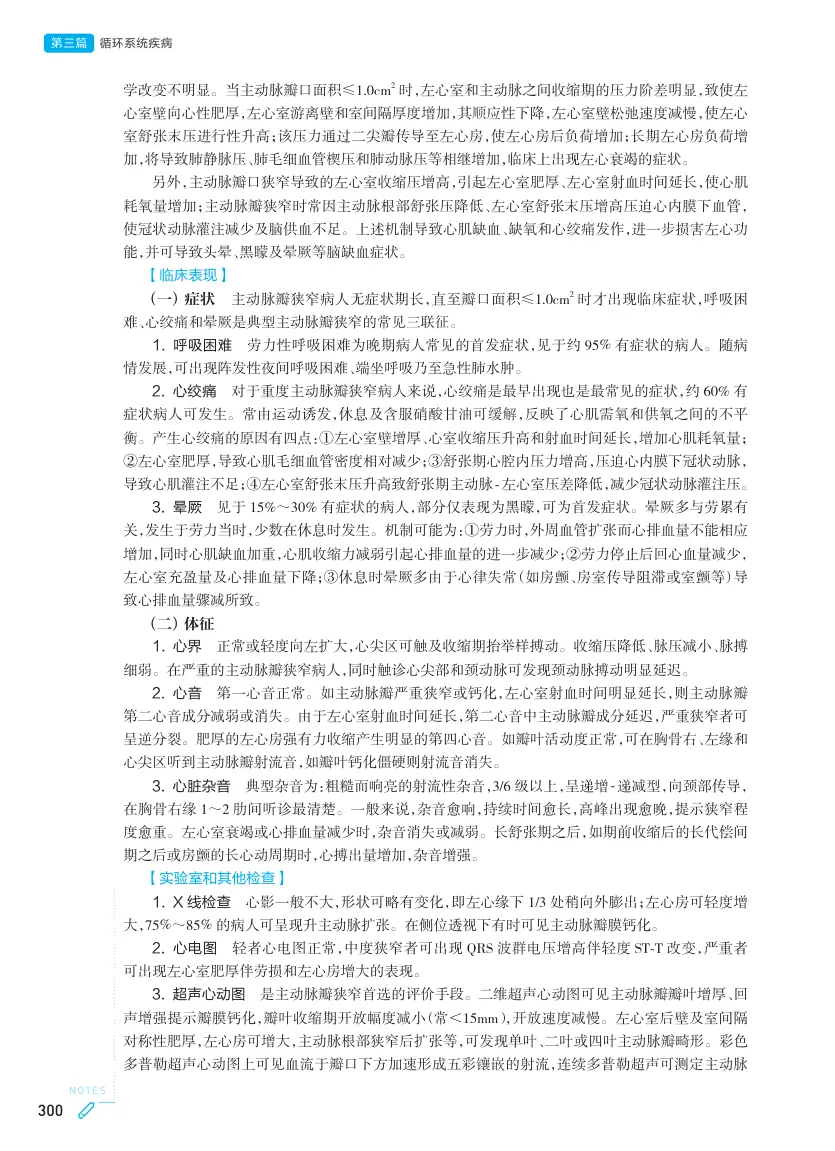 第三篇 循环系统疾病
学改变不明显。当主动脉瓣口面积≤1.0cm²时,左心室和主动脉之间收缩期的压力阶差明显,致使左
心室壁向心性肥厚,左心室游离壁和室间隔厚度增加,其顺应性下降,左心室壁松弛速度减慢,使左心
室舒张末压进行性升高;该压力通过二尖瓣传导至左心房,使左心房后负荷增加;长期左心房负荷增
加,将导致肺静脉压、肺毛细血管楔压和肺动脉压等相继增加,临床上出现左心衰竭的症状。
另外,主动脉瓣口狭窄导致的左心室收缩压增高,引起左心室肥厚、左心室射血时间延长,使心肌
耗氧量增加;主动脉瓣狭窄时常因主动脉根部舒张压降低、左心室舒张末压增高压迫心内膜下血管,
使冠状动脉灌注减少及脑供血不足。上述机制导致心肌缺血、缺氧和心绞痛发作,进一步损害左心功
能,并可导致头晕、黑矇及晕厥等脑缺血症状。
【临床表现】
(一)症状 主动脉瓣狭窄病人无症状期长,直至瓣口面积≤1.0cm²时才出现临床症状,呼吸困
难、心绞痛和晕厥是典型主动脉瓣狭窄的常见三联征。
1. 呼吸困难 劳力性呼吸困难为晚期病人常见的首发症状,见于约 95% 有症状的病人。随病
情发展,可出现阵发性夜间呼吸困难、端坐呼吸乃至急性肺水肿。
2. 心绞痛 对于重度主动脉瓣狭窄病人来说,心绞痛是最早出现也是最常见的症状,约 60% 有
症状病人可发生。常由运动诱发,休息及含服硝酸甘油可缓解,反映了心肌需氧和供氧之间的不平
衡。产生心绞痛的原因有四点:①左心室壁增厚、心室收缩压升高和射血时间延长,增加心肌耗氧量;
②左心室肥厚,导致心肌毛细血管密度相对减少;③舒张期心腔内压力增高,压迫心内膜下冠状动脉,
导致心肌灌注不足;④左心室舒张末压升高致舒张期主动脉-左心室压差降低,减少冠状动脉灌注压。
3. 晕厥 见于 15%～30% 有症状的病人,部分仅表现为黑矇,可为首发症状。晕厥多与劳累有
关,发生于劳力当时,少数在休息时发生。机制可能为:①劳力时,外周血管扩张而心排血量不能相应
增加,同时心肌缺血加重,心肌收缩力减弱引起心排血量的进一步减少;②劳力停止后回心血量减少,
左心室充盈量及心排血量下降;③休息时晕厥多由于心律失常(如房颤、房室传导阻滞或室颤等)导
致心排血量骤减所致。
(二)体征
1. 心界 正常或轻度向左扩大,心尖区可触及收缩期抬举样搏动。收缩压降低、脉压减小、脉搏
细弱。在严重的主动脉瓣狭窄病人,同时触诊心尖部和颈动脉可发现颈动脉搏动明显延迟。
2. 心音 第一心音正常。如主动脉瓣严重狭窄或钙化,左心室射血时间明显延长,则主动脉瓣
第二心音成分减弱或消失。由于左心室射血时间延长,第二心音中主动脉瓣成分延迟,严重狭窄者可
呈逆分裂。肥厚的左心房强有力收缩产生明显的第四心音。如瓣叶活动度正常,可在胸骨右、左缘和
心尖区听到主动脉瓣射流音,如瓣叶钙化僵硬则射流音消失。
3. 心脏杂音 典型杂音为:粗糙而响亮的射流性杂音,3/6 级以上,呈递增-递减型,向颈部传导,
在胸骨右缘 1～2 肋间听诊最清楚。一般来说,杂音愈响,持续时间愈长,高峰出现愈晚,提示狭窄程
度愈重。左心室衰竭或心排血量减少时,杂音消失或减弱。长舒张期之后,如期前收缩后的长代偿间
期之后或房颤的长心动周期时,心搏出量增加,杂音增强。
【实验室和其他检查】
1. X 线检查 心影一般不大,形状可略有变化,即左心缘下 1/3 处稍向外膨出;左心房可轻度增
大,75%～85% 的病人可呈现升主动脉扩张。在侧位透视下有时可见主动脉瓣膜钙化。
2. 心电图 轻者心电图正常,中度狭窄者可出现 QRS 波群电压增高伴轻度 ST-T 改变,严重者
可出现左心室肥厚伴劳损和左心房增大的表现。
3. 超声心动图 是主动脉瓣狭窄首选的评价手段。二维超声心动图可见主动脉瓣瓣叶增厚、回
声增强提示瓣膜钙化,瓣叶收缩期开放幅度减小(常＜15mm),开放速度减慢。左心室后壁及室间隔
对称性肥厚,左心房可增大,主动脉根部狭窄后扩张等,可发现单叶、二叶或四叶主动脉瓣畸形。彩色
多普勒超声心动图上可见血流于瓣口下方加速形成五彩镶嵌的射流,连续多普勒超声可测定主动脉
NOTES
300